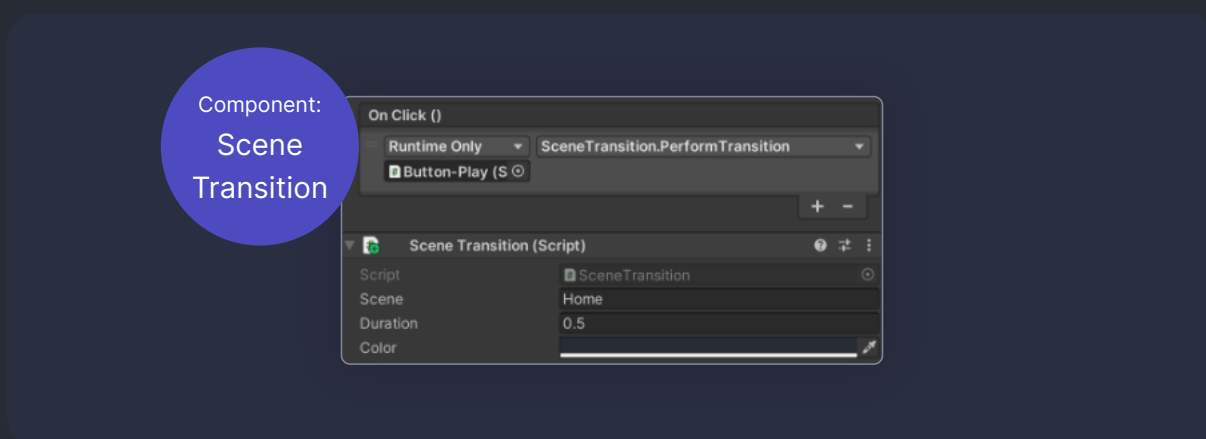 Component:
Scene
Transition
On Click ()
Runtime Only SceneTransition.PerformTransition
Button-Play (S
Scene Transition (Script)
Script SceneTransition
Scene Home
Duration 0.5
Color